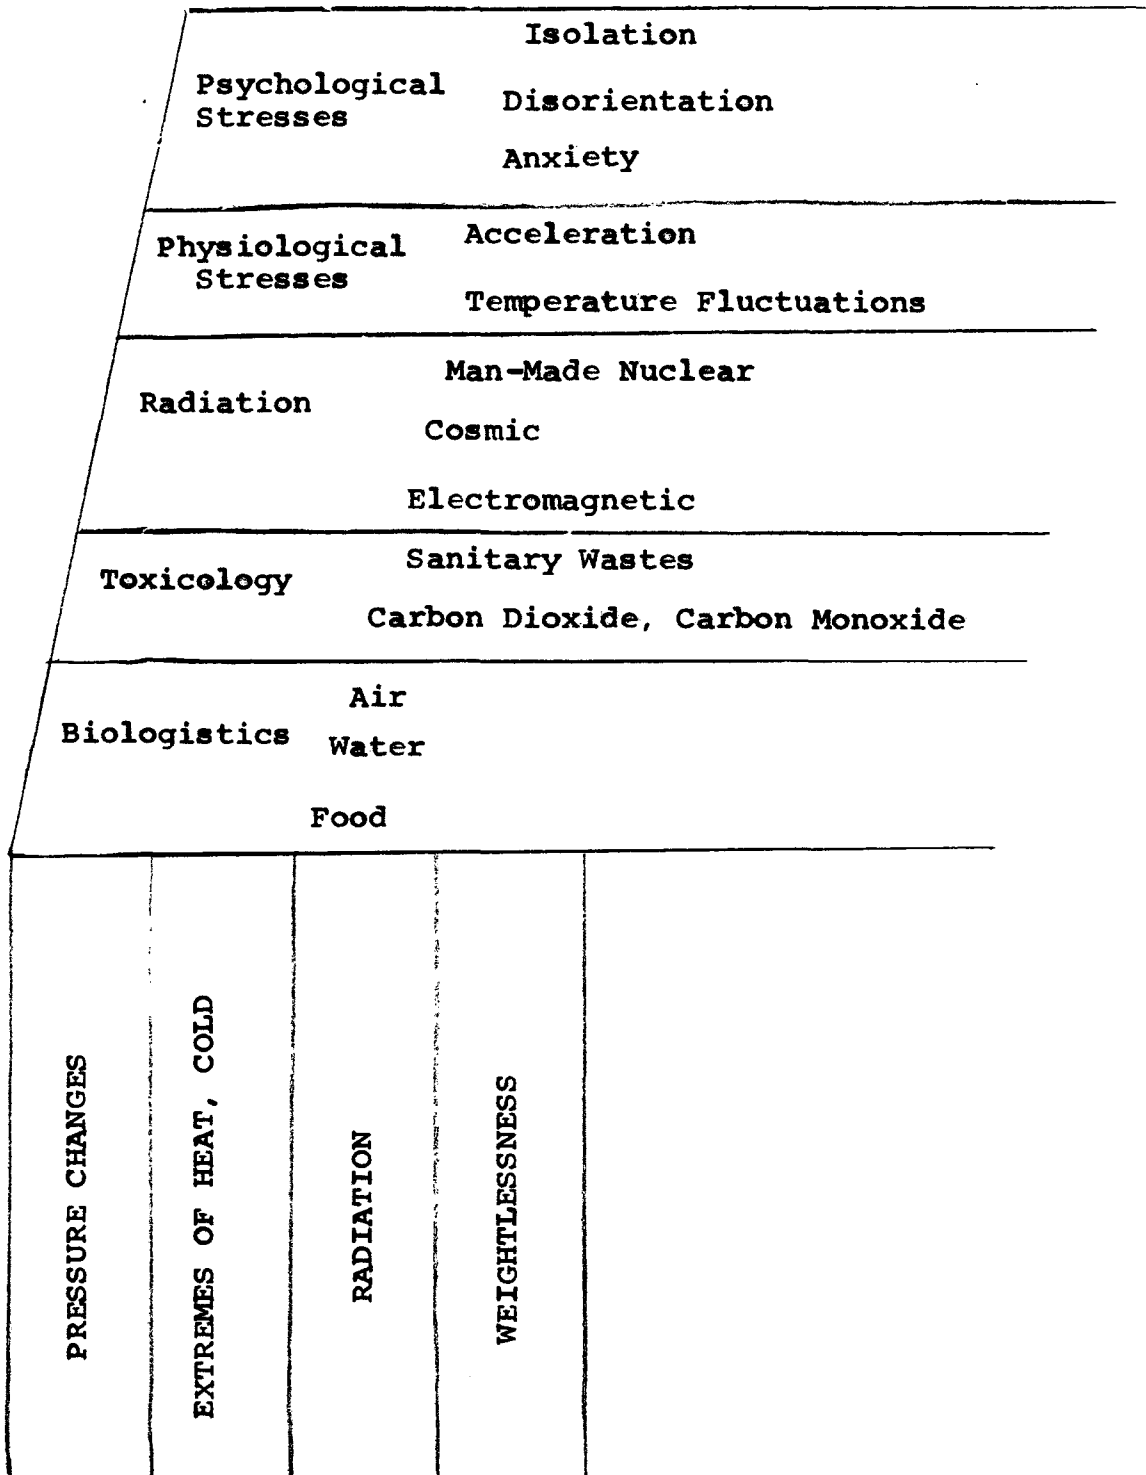 Isolation
Psychological
Stresses
Disorientation
Anxiety
Physiological
Stresses
Acceleration
Temperature Fluctuations
Man-Made Nuclear
Radiation
Cosmic
Electromagnetic
Sanitary Wastes
Toxicology
Carbon Dioxide, Carbon Monoxide
Air
Biologistics
Water
Food
PRESSURE CHANGES
EXTREMES OF HEAT, COLD
RADIATION
WEIGHTLESSNESS